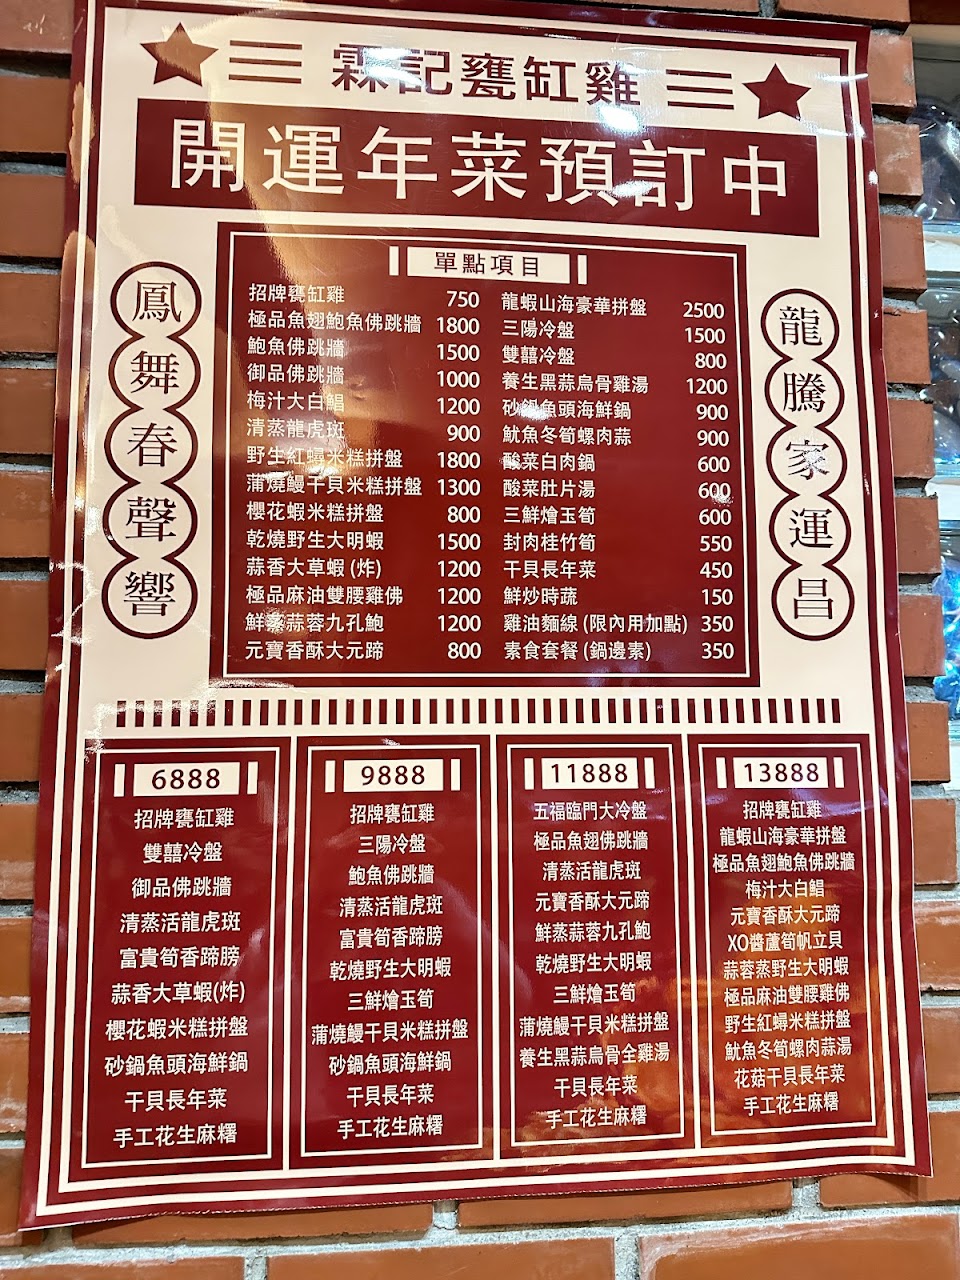 霖記甕缸雞
開運年菜預訂中
鳳舞春聲響
龍騰家運昌
單點項目
招牌甕缸雞 750
極品魚翅鮑魚佛跳牆 1800
鮑魚佛跳牆 1500
御品佛跳牆 1000
梅汁大白鯧 1200
清蒸龍虎斑 900
野生紅蟳米糕拼盤 1800
蒲燒鰻干貝米糕拼盤 1300
櫻花蝦米糕拼盤 800
乾燒野生大明蝦 1500
蒜香大草蝦 (炸) 1200
極品麻油雙腰雞佛 1200
鮮蒸蒜蓉九孔鮑 1200
元寶香酥大元蹄 800
龍蝦山海豪華拼盤 2500
三陽冷盤 1500
雙囍冷盤 800
養生黑蒜烏骨雞湯 1200
砂鍋魚頭海鮮鍋 900
魷魚冬筍螺肉蒜 900
酸菜白肉鍋 600
酸菜肚片湯 600
三鮮燴玉筍 600
封肉桂竹筍 550
干貝長年菜 450
鮮炒時蔬 150
雞油麵線 (限內用加點) 350
素食套餐 (鍋邊素) 350
6888
招牌甕缸雞
雙囍冷盤
御品佛跳牆
清蒸活龍虎斑
富貴筍香蹄膀
蒜香大草蝦(炸)
櫻花蝦米糕拼盤
砂鍋魚頭海鮮鍋
干貝長年菜
手工花生麻糬
9888
招牌甕缸雞
三陽冷盤
鮑魚佛跳牆
清蒸活龍虎斑
富貴筍香蹄膀
乾燒野生大明蝦
三鮮燴玉筍
蒲燒鰻干貝米糕拼盤
砂鍋魚頭海鮮鍋
干貝長年菜
手工花生麻糬
11888
五福臨門大冷盤
極品魚翅佛跳牆
清蒸活龍虎斑
元寶香酥大元蹄
鮮蒸蒜蓉九孔鮑
乾燒野生大明蝦
三鮮燴玉筍
蒲燒鰻干貝米糕拼盤
養生黑蒜烏骨全雞湯
干貝長年菜
手工花生麻糬
13888
招牌甕缸雞
龍蝦山海豪華拼盤
極品魚翅鮑魚佛跳牆
梅汁大白鯧
元寶香酥大元蹄
XO醬蘆筍帆立貝
蒜蓉蒸野生大明蝦
極品麻油雙腰雞佛
野生紅蟳米糕拼盤
魷魚冬筍螺肉蒜湯
花菇干貝長年菜
手工花生麻糬